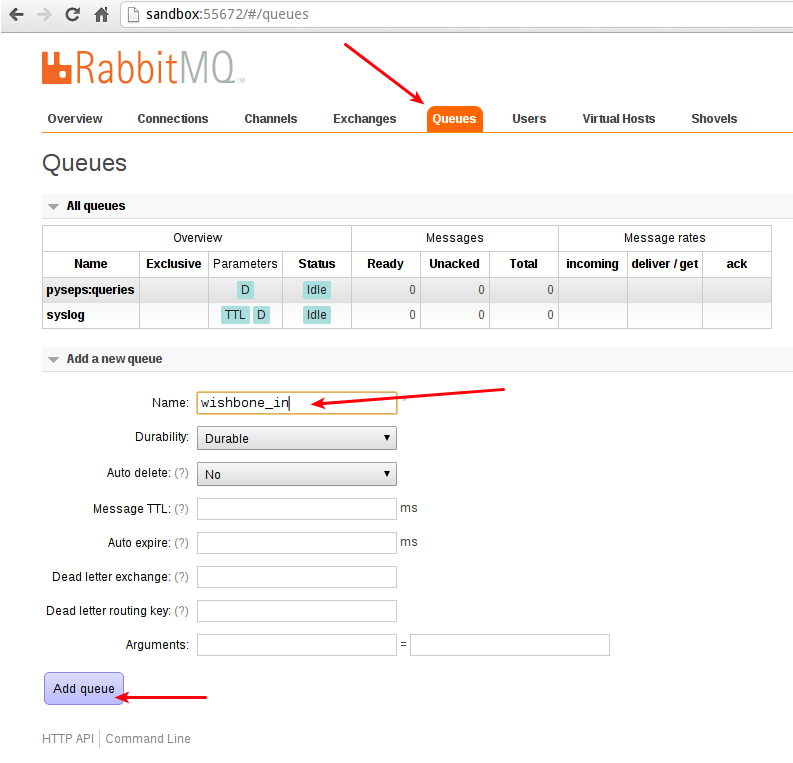 sandbox:55672/#/queues
RabbitMQ™
Overview Connections Channels Exchanges Queues Users Virtual Hosts Shovels
Queues
All queues
Overview Messages Message rates
Name Exclusive Parameters Status Ready Unacked Total incoming deliver / get ack
pyseps:queries D Idle 0 0 0
syslog TTL D Idle 0 0 0
Add a new queue
Name: wishbone_in *
Durability: Durable
Auto delete: (?) No
Message TTL: (?) ms
Auto expire: (?) ms
Dead letter exchange: (?)
Dead letter routing key: (?)
Arguments: =
Add queue
HTTP API Command Line